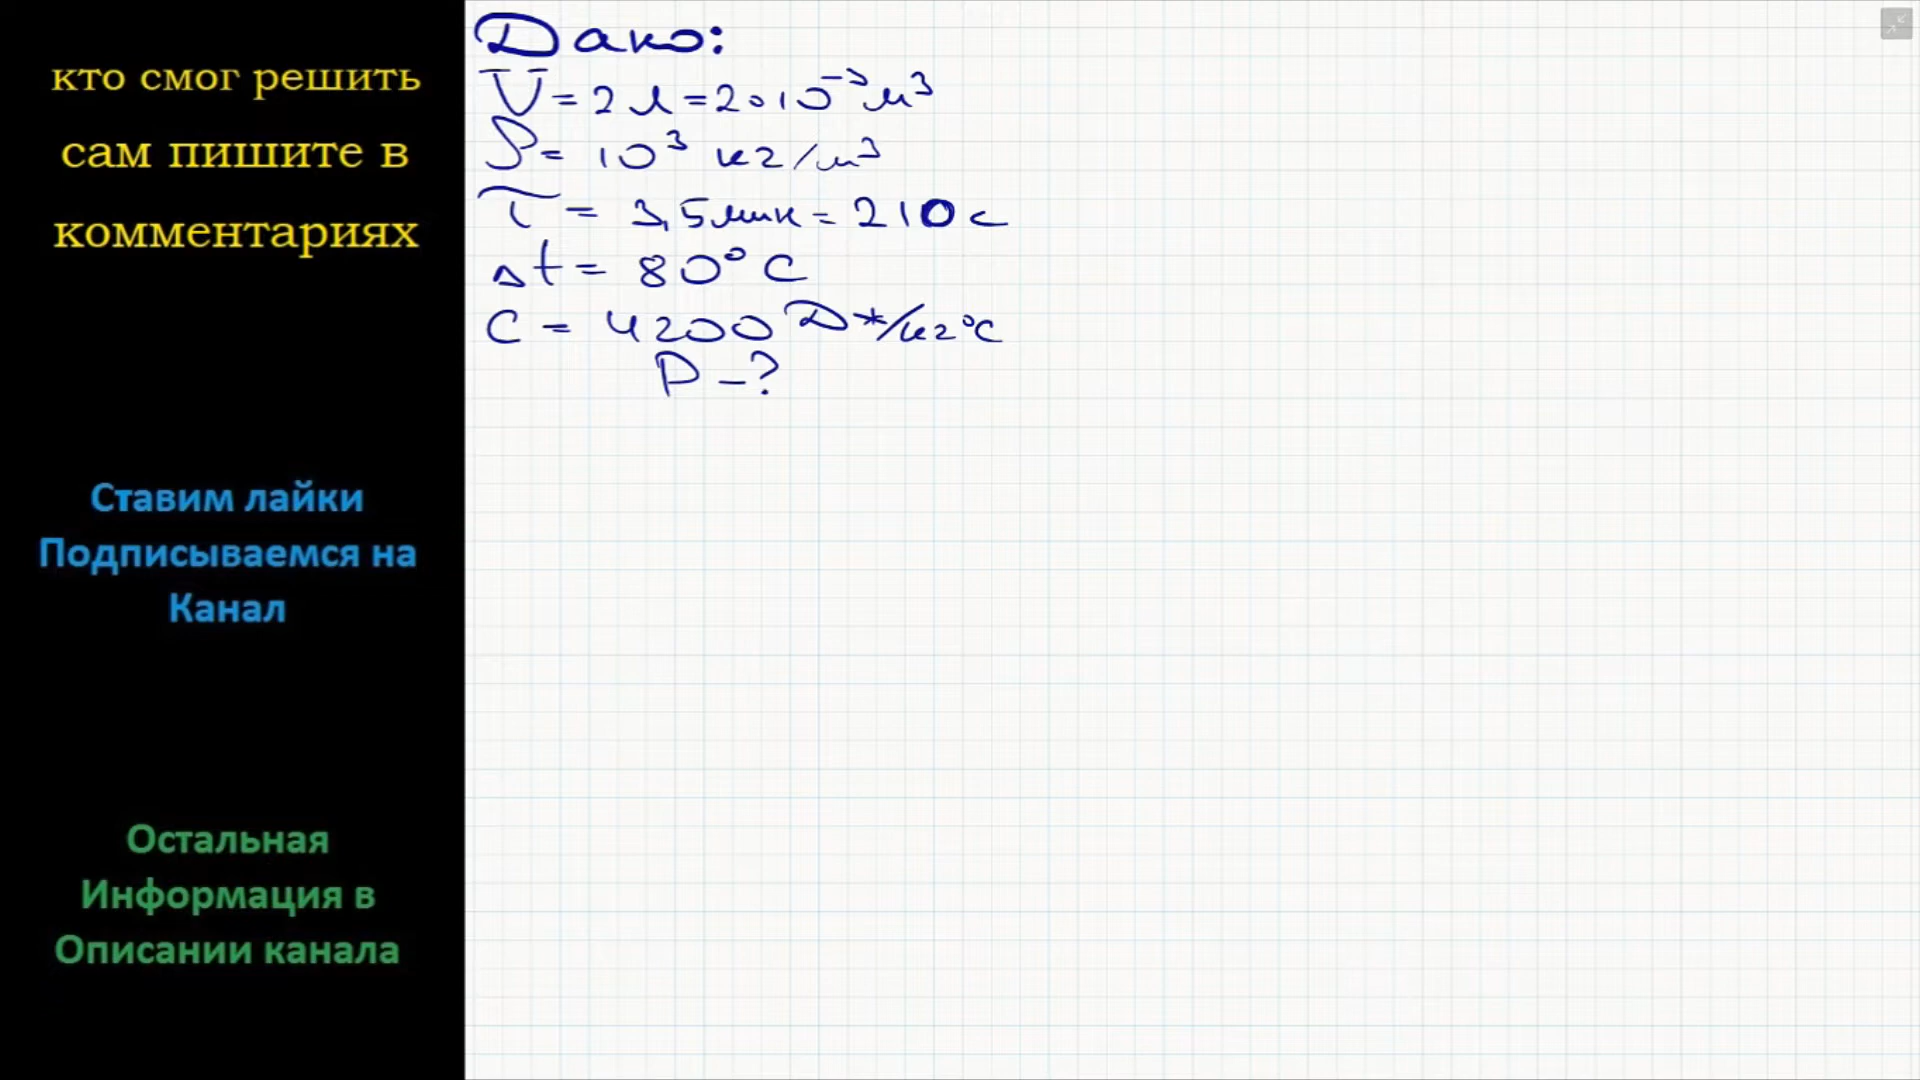 кто смог решить
сам пишите в
комментариях
Ставим лайки
Подписываемся на
Канал
Остальная
Информация в
Описании канала
Дано:
V = 2 л = 2∘10⁻³ м³
ρ = 10³ кг/м³
τ = 3,5 мин = 210 с
Δt = 80° C
C = 4200 Дж/кг°C
P - ?